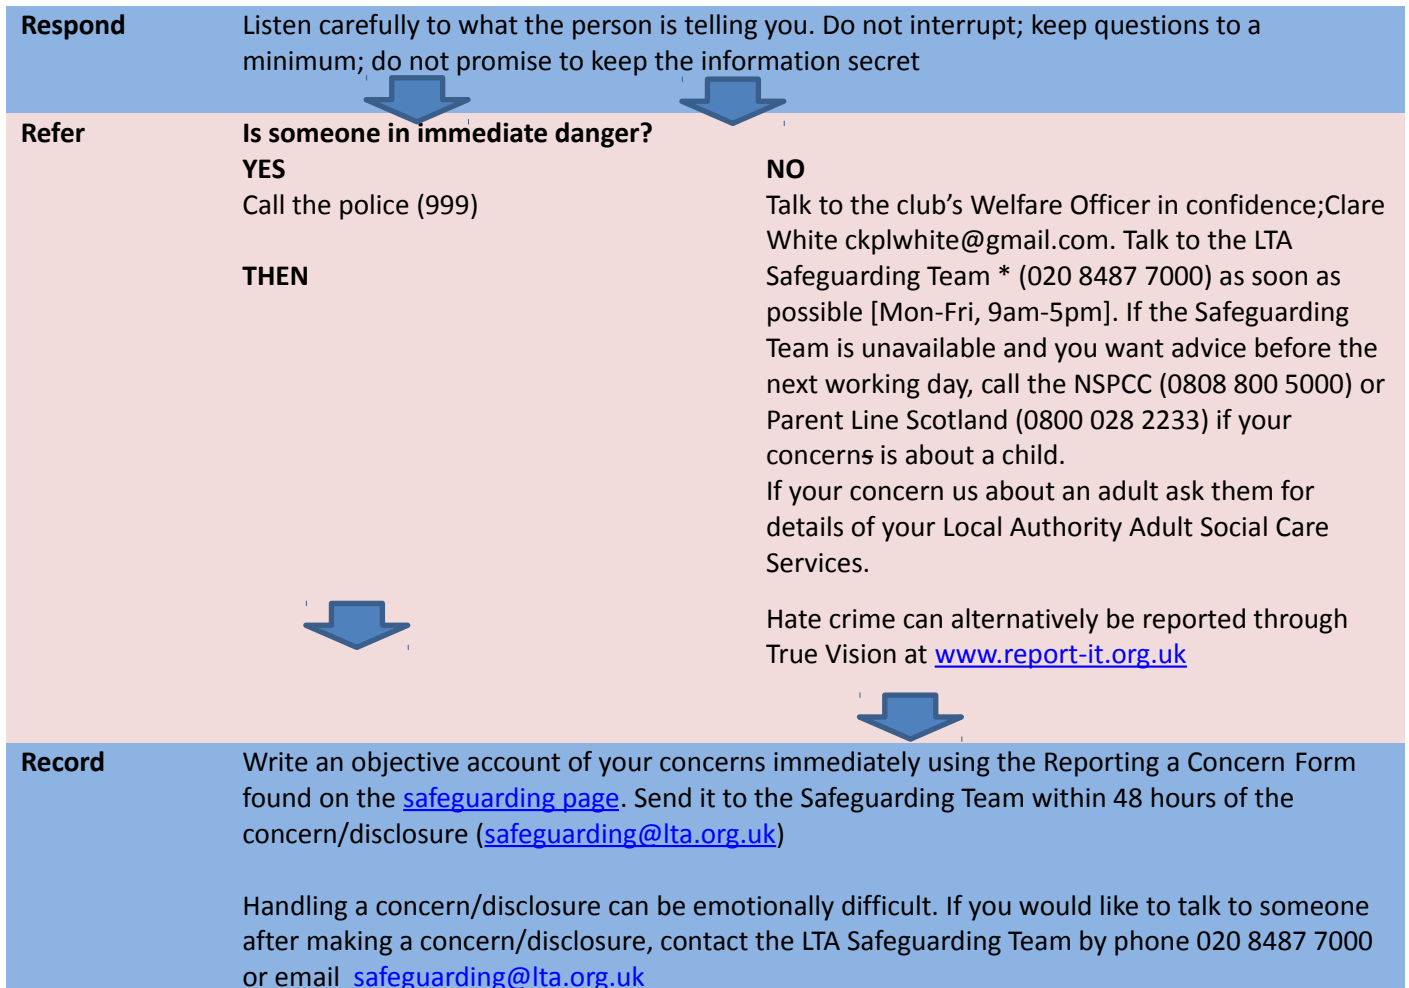 Respond
Listen carefully to what the person is telling you. Do not interrupt; keep questions to a
minimum; do not promise to keep the information secret
Refer
Is someone in immediate danger?
YES
Call the police (999)
THEN
NO
Talk to the club’s Welfare Officer in confidence;Clare
White ckplwhite@gmail.com. Talk to the LTA
Safeguarding Team * (020 8487 7000) as soon as
possible [Mon-Fri, 9am-5pm]. If the Safeguarding
Team is unavailable and you want advice before the
next working day, call the NSPCC (0808 800 5000) or
Parent Line Scotland (0800 028 2233) if your
concerns is about a child.
If your concern us about an adult ask them for
details of your Local Authority Adult Social Care
Services.
Hate crime can alternatively be reported through
True Vision at www.report-it.org.uk
Record
Write an objective account of your concerns immediately using the Reporting a Concern Form
found on the safeguarding page. Send it to the Safeguarding Team within 48 hours of the
concern/disclosure (safeguarding@lta.org.uk)
Handling a concern/disclosure can be emotionally difficult. If you would like to talk to someone
after making a concern/disclosure, contact the LTA Safeguarding Team by phone 020 8487 7000
or email safeguarding@lta.org.uk